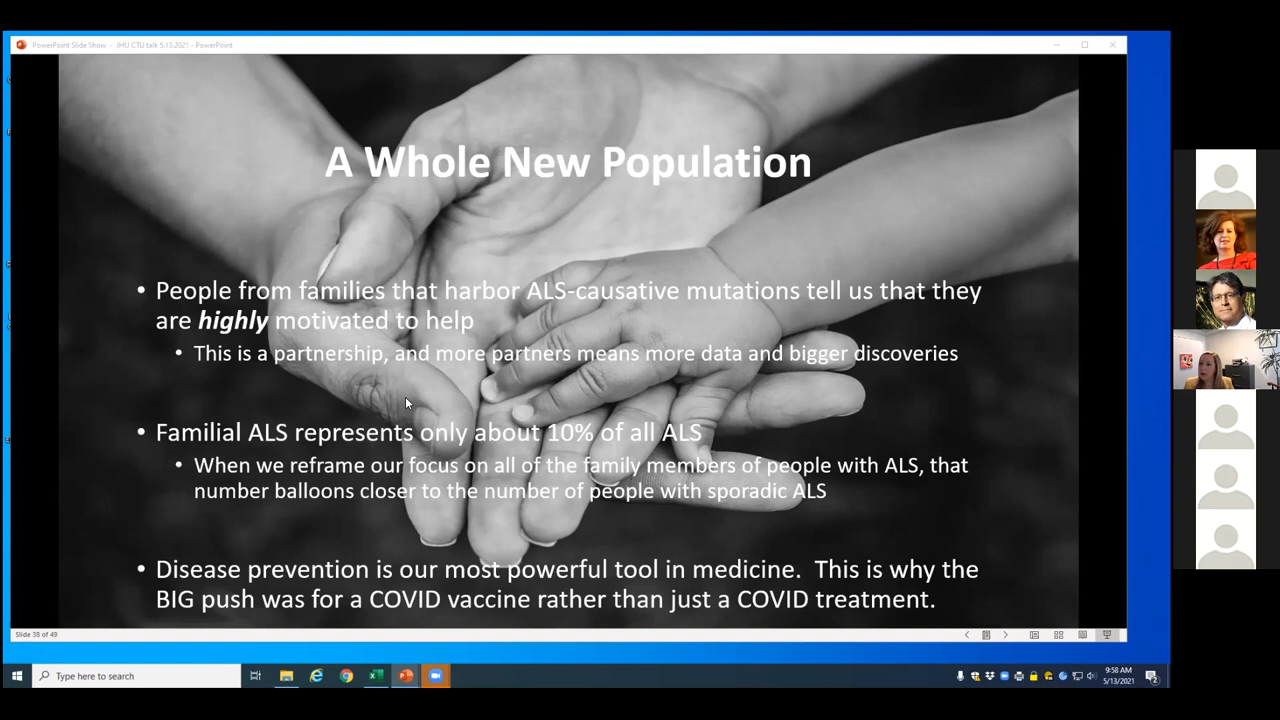 PowerPoint Slide Show - JHU CTU talk 5.13.2021 - PowerPoint
A Whole New Population
• People from families that harbor ALS-causative mutations tell us that they
are highly motivated to help
• This is a partnership, and more partners means more data and bigger discoveries
• Familial ALS represents only about 10% of all ALS
• When we reframe our focus on all of the family members of people with ALS, that
number balloons closer to the number of people with sporadic ALS
• Disease prevention is our most powerful tool in medicine. This is why the
BIG push was for a COVID vaccine rather than just a COVID treatment.
Slide 38 of 49
Type here to search
9:58 AM
5/13/2021
2